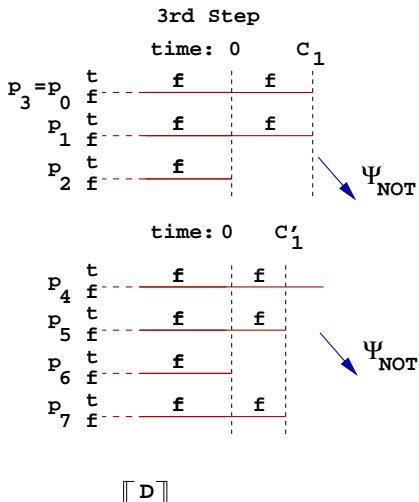 3rd Step
time: 0 C1
t f f
p3=p0 f
t f f
p1 f
t f
p2 f
ΨNOT
time: 0 C′1
t f f
p4 f
t f f
p5 f
t f
p6 f
ΨNOT
t f f
p7 f
⟦D⟧